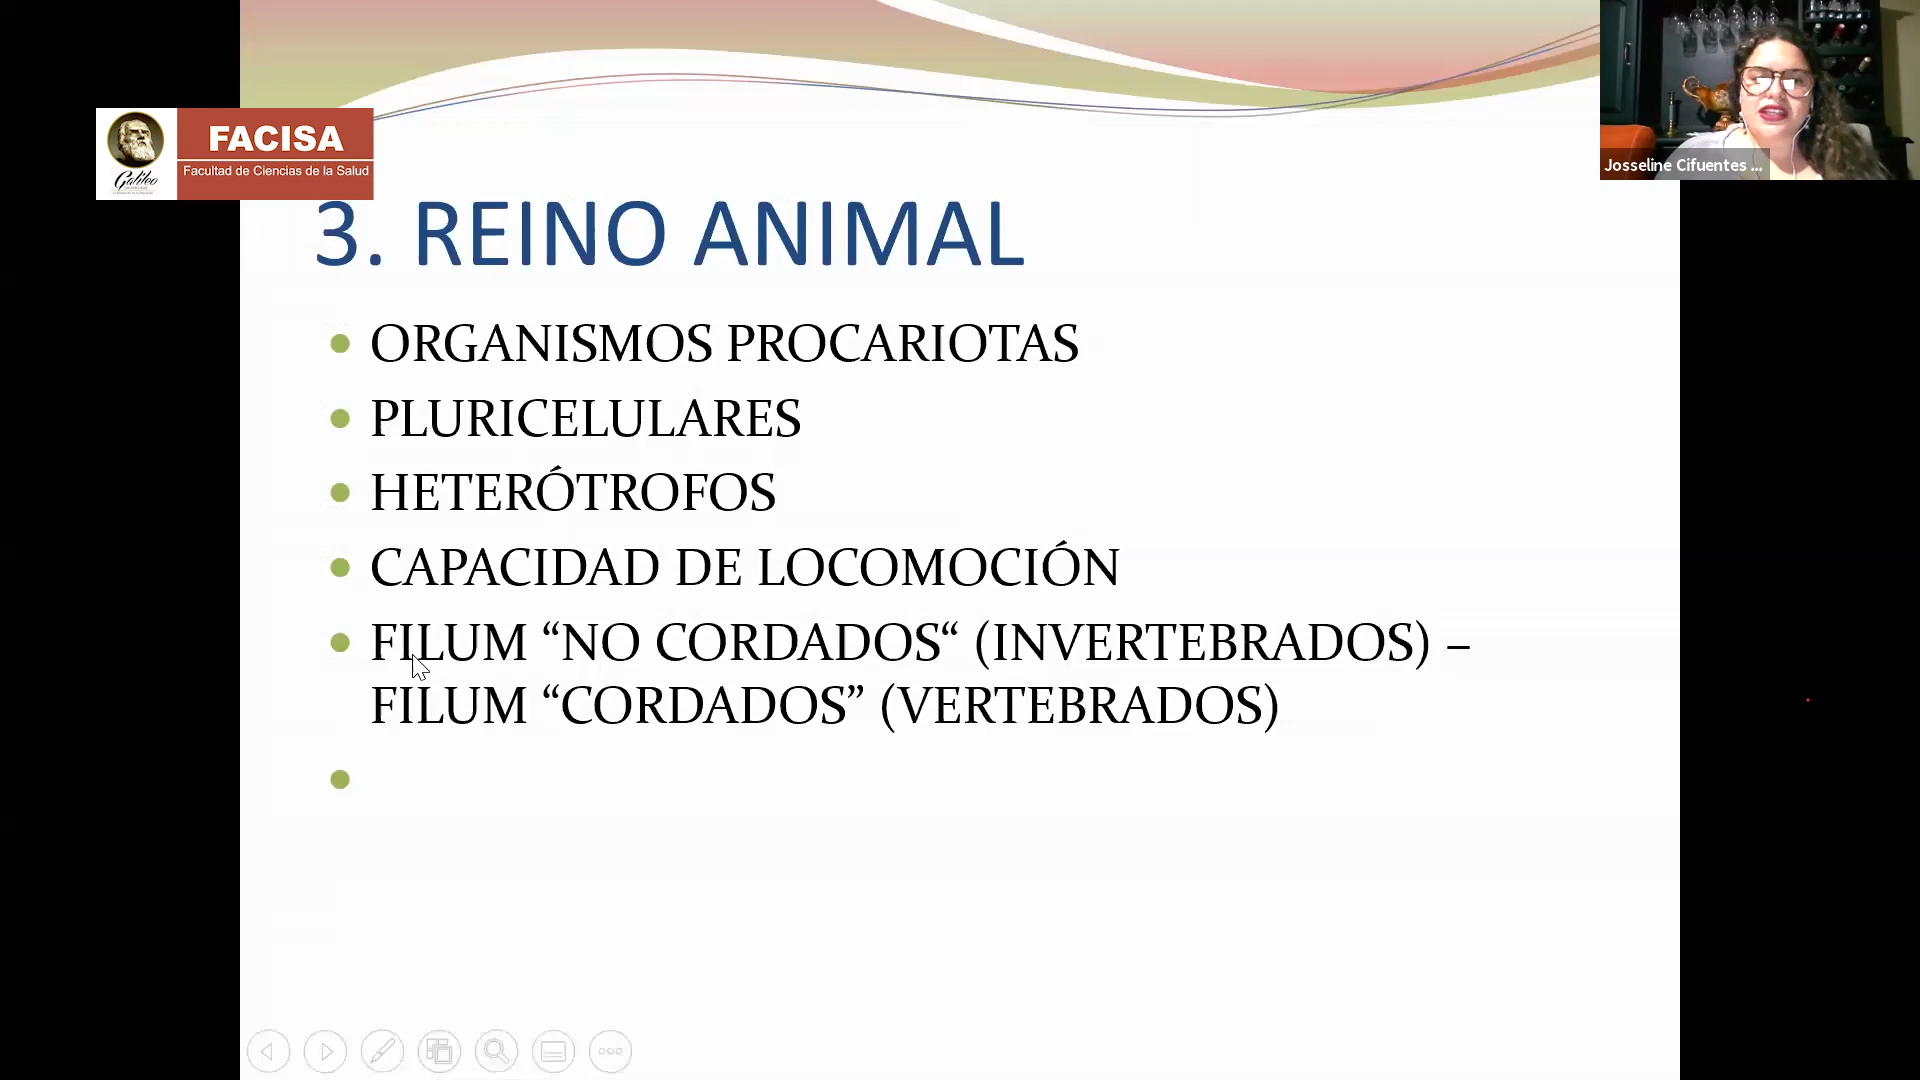 FACISA
Galileo
Facultad de Ciencias de la Salud
Josseline Cifuentes ...
3. REINO ANIMAL
ORGANISMOS PROCARIOTAS
PLURICELULARES
HETERÓTROFOS
CAPACIDAD DE LOCOMOCIÓN
FILUM “NO CORDADOS“ (INVERTEBRADOS) –
FILUM “CORDADOS” (VERTEBRADOS)